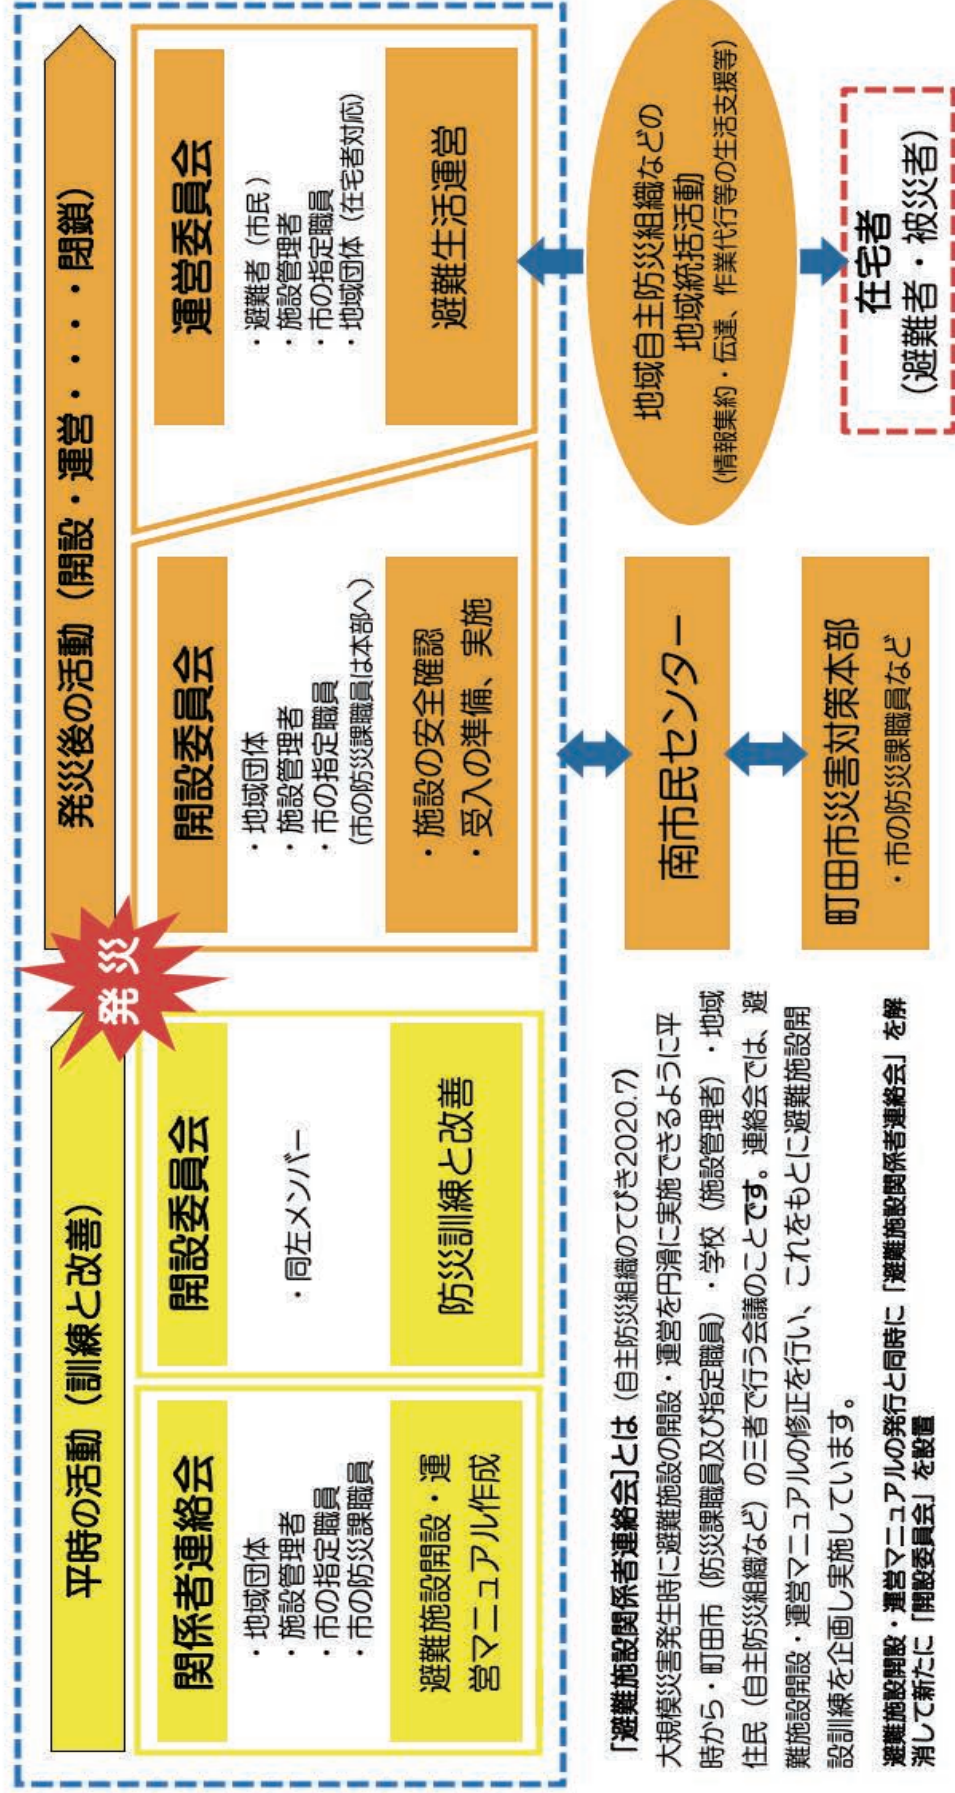 平時の活動（訓練と改善）
発災
発災後の活動（開設・運営・・・・閉鎖）
関係者連絡会
・地域団体
・施設管理者
・市の指定職員
・市の防災課職員
避難施設開設・運
営マニュアル作成
開設委員会
・同左メンバー
防災訓練と改善
開設委員会
・地域団体
・施設管理者
・市の指定職員
（市の防災課職員は本部へ）
・施設の安全確認
・受入の準備、実施
運営委員会
・避難者（市民）
・施設管理者
・市の指定職員
・地域団体（在宅者対応）
避難生活運営
「避難施設関係者連絡会」とは（自主防災組織のてびき2020.7）
大規模災害発生時に避難施設の開設・運営を円滑に実施できるように平
時から・町田市（防災課職員及び指定職員）・学校（施設管理者）・地域
住民（自主防災組織など）の三者で行う会議のことです。連絡会では、避
難施設開設・運営マニュアルの修正を行い、これをもとに避難施設開
設訓練を企画し実施しています。
避難施設開設・運営マニュアルの発行と同時に「避難施設関係者連絡会」を解
消して新たに「開設委員会」を設置
南市民センター
町田市災害対策本部
・市の防災課職員など
地域自主防災組織などの
地域統括活動
（情報集約・伝達、作業代行等の生活支援等）
在宅者
（避難者・被災者）